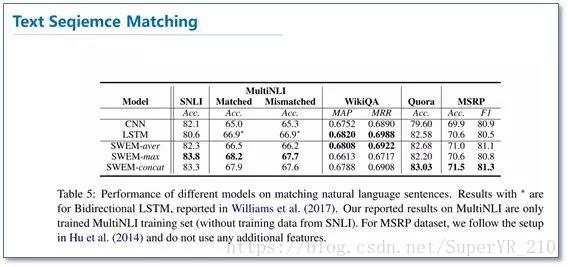 Text Seqiemce Matching
MultiNLI
Model SNLI Matched Mismatched WikiQA Quora MSRP
Acc. Acc. Acc. MAP MRR Acc. Acc. F1
CNN 82.1 65.0 65.3 0.6752 0.6890 79.60 69.9 80.9
LSTM 80.6 66.9* 66.9* 0.6820 0.6988 82.58 70.6 80.5
SWEM-aver 82.3 66.5 66.2 0.6808 0.6922 82.68 71.0 81.1
SWEM-max 83.8 68.2 67.7 0.6613 0.6717 82.20 70.6 80.8
SWEM-concat 83.3 67.9 67.6 0.6788 0.6908 83.03 71.5 81.3
Table 5: Performance of different models on matching natural language sentences. Results with * are
for Bidirectional LSTM, reported in Williams et al. (2017). Our reported results on MultiNLI are only
trained MultiNLI training set (without training data from SNLI). For MSRP dataset, we follow the setup
in Hu et al. (2014) and do not use any additional features.
https://blog.csdn.net/SuperYR_210